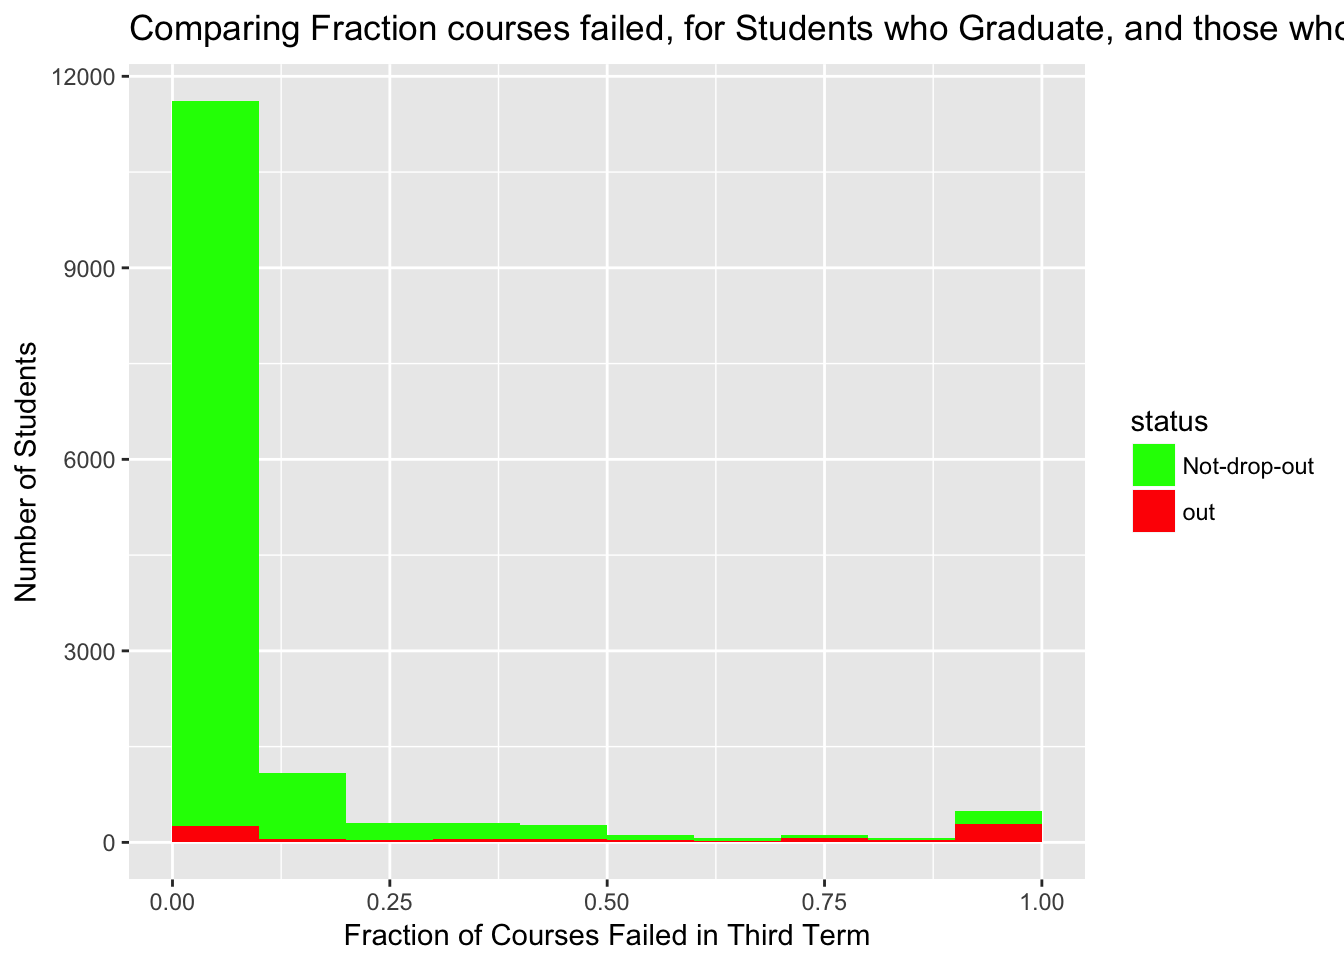 Comparing Fraction courses failed, for Students who Graduate, and those who
12000
9000
6000
3000
0
Number of Students
0.00 0.25 0.50 0.75 1.00
Fraction of Courses Failed in Third Term
status
Not-drop-out
out